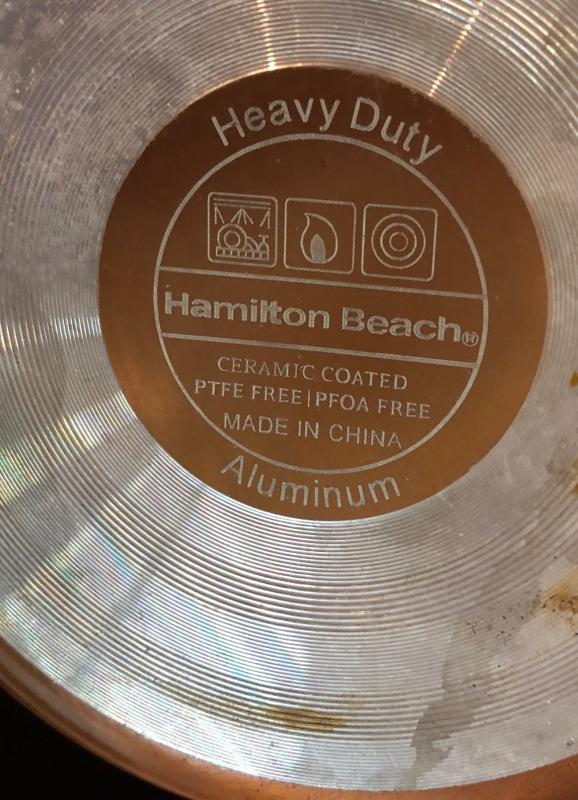 Heavy Duty
Hamilton Beach®
CERAMIC COATED
PTFE FREE|PFOA FREE
MADE IN CHINA
Aluminum